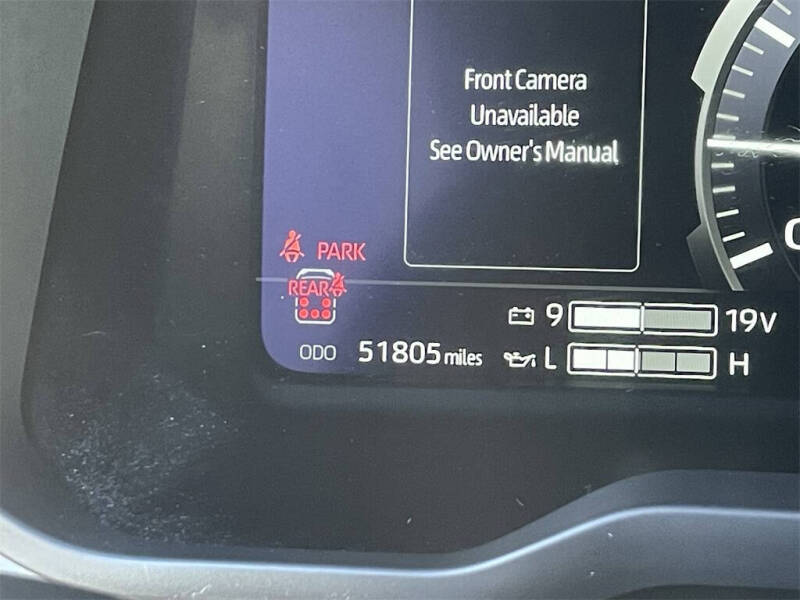 Front Camera
Unavailable
See Owner's Manual
PARK
REAR
9 19V
ODO 51805 miles
L H